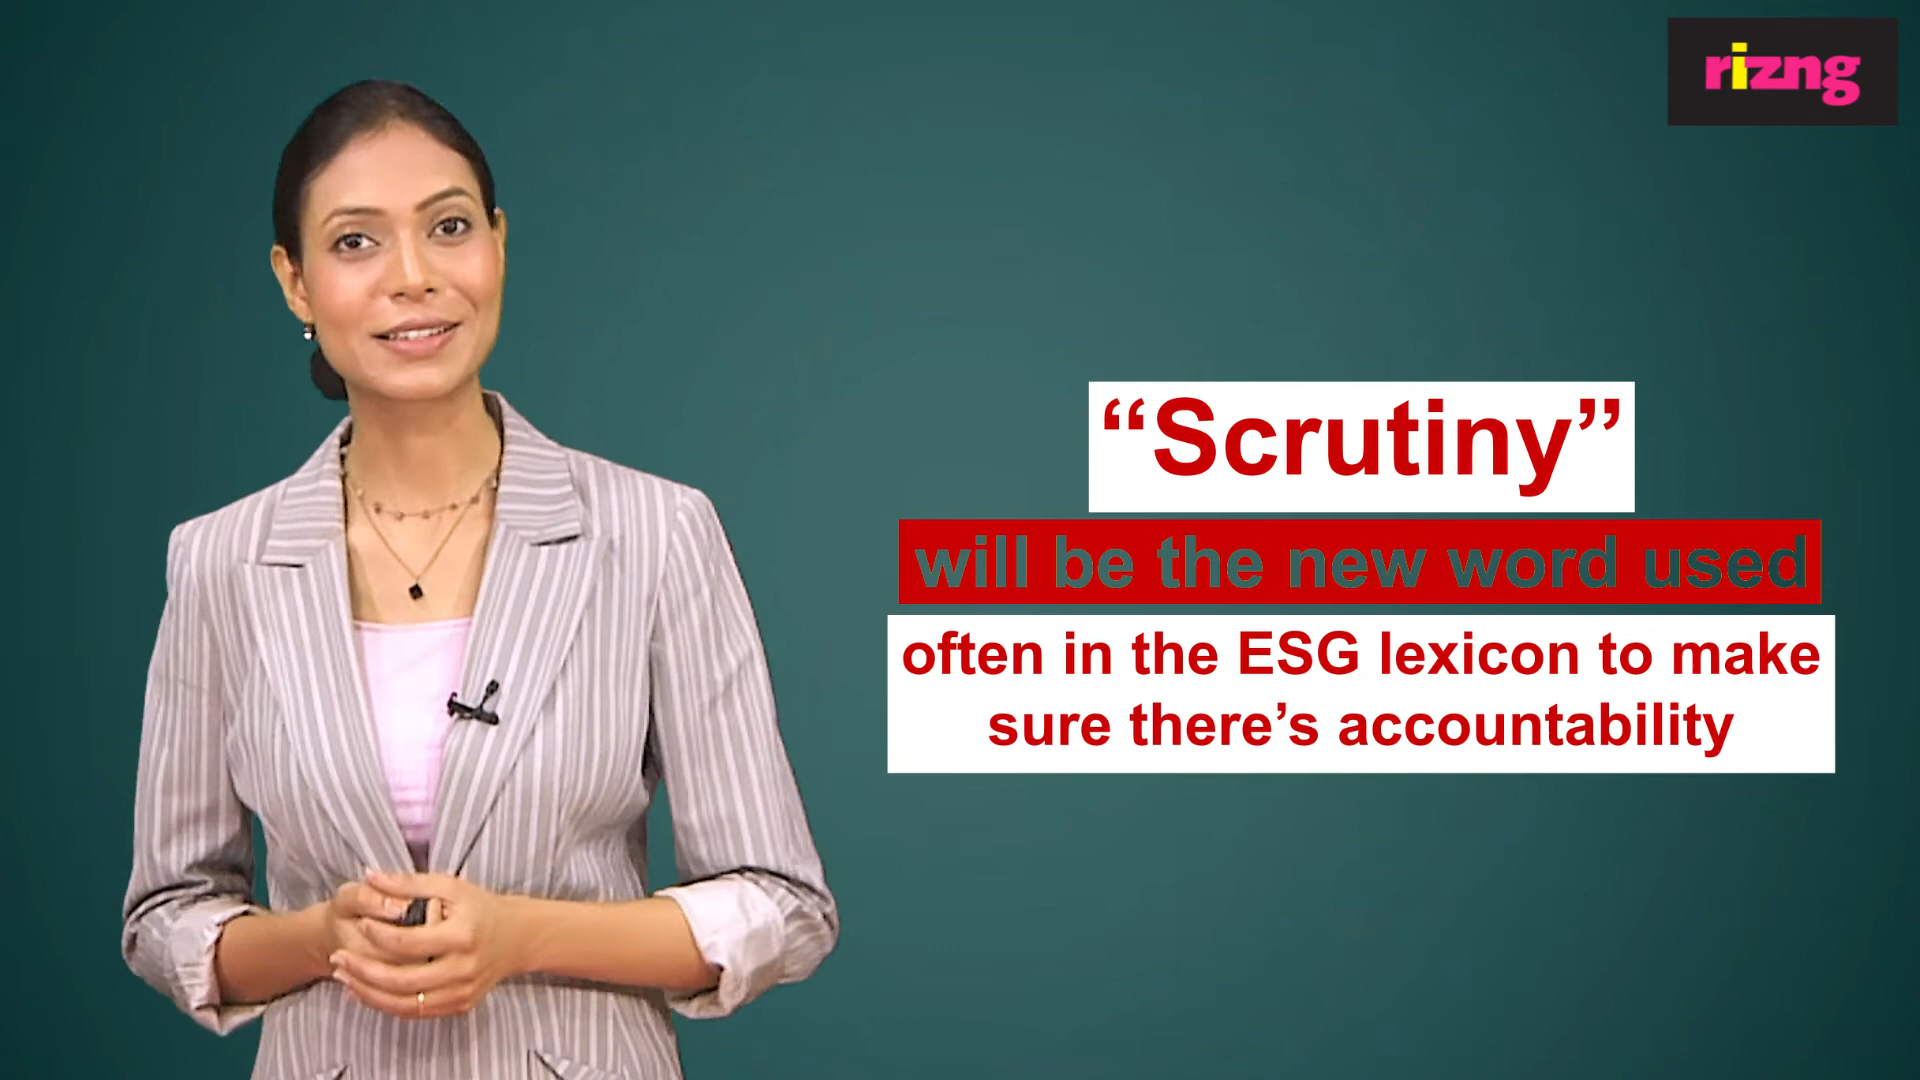 rizng
“Scrutiny”
will be the new word used
often in the ESG lexicon to make
sure there’s accountability